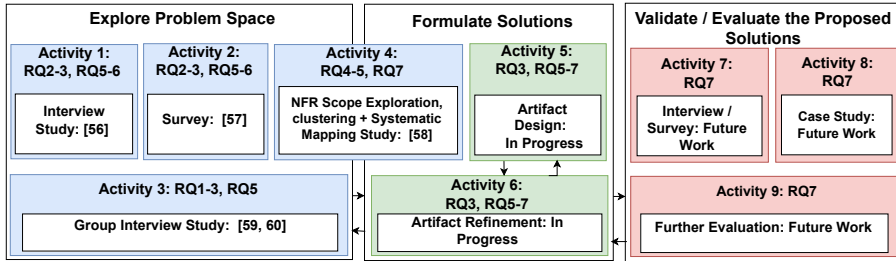 Explore Problem Space
Activity 1:
RQ2-3, RQ5-6
Interview
Study: [56]
Activity 2:
RQ2-3, RQ5-6
Survey: [57]
Activity 4:
RQ4-5, RQ7
NFR Scope Exploration,
clustering + Systematic
Mapping Study: [58]
Activity 3: RQ1-3, RQ5
Group Interview Study: [59, 60]
Formulate Solutions
Activity 5:
RQ3, RQ5-7
Artifact
Design:
In Progress
Activity 6:
RQ3, RQ5-7
Artifact Refinement: In
Progress
Validate / Evaluate the Proposed
Solutions
Activity 7:
RQ7
Interview /
Survey: Future
Work
Activity 8:
RQ7
Case Study:
Future Work
Activity 9: RQ7
Further Evaluation: Future Work